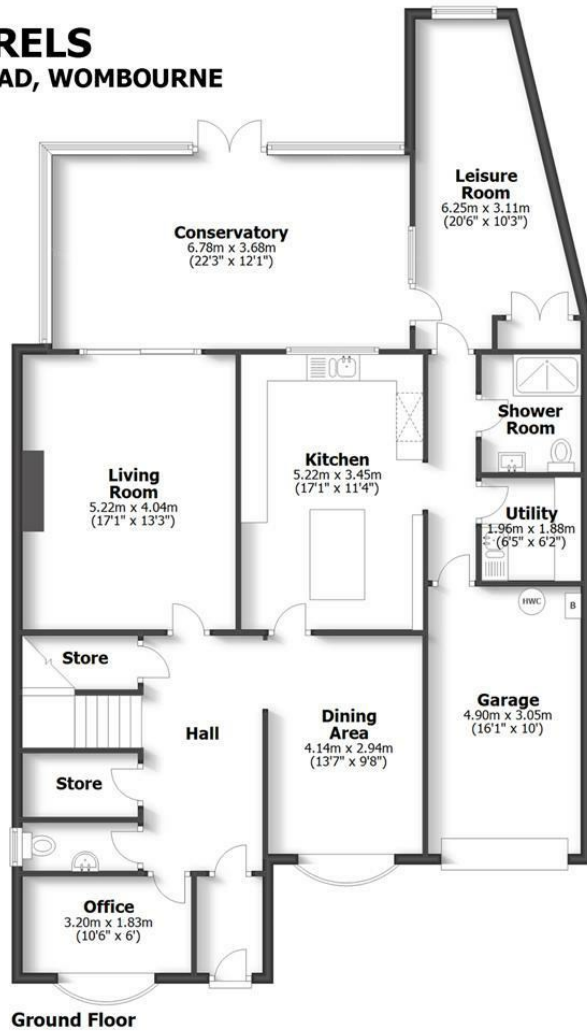 RELS
AD, WOMBOURNE
Leisure
Room
6.25m x 3.11m
(20'6" x 10'3")
Conservatory
6.78m x 3.68m
(22'3" x 12'1")
Shower
Room
Kitchen
5.22m x 3.45m
(17'1" x 11'4")
Living
Room
5.22m x 4.04m
(17'1" x 13'3")
Utility
1.96m x 1.88m
(6'5" x 6'2")
HWC
B
Store
Garage
4.90m x 3.05m
(16'1" x 10')
Dining
Area
4.14m x 2.94m
(13'7" x 9'8")
Hall
Store
Office
3.20m x 1.83m
(10'6" x 6')
Ground Floor